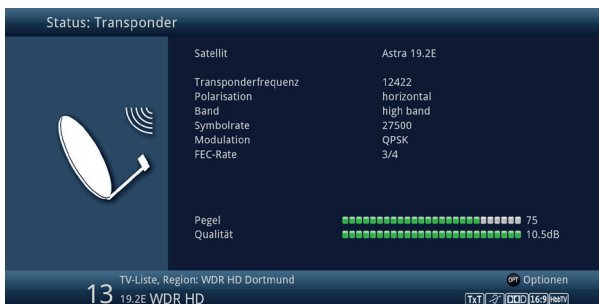 Status: Transponder
Satellit Astra 19.2E
Transponderfrequenz 12422
Polarisation horizontal
Band high band
Symbolrate 27500
Modulation QPSK
FEC-Rate 3/4
Pegel 75
Qualität 10.5dB
TV-Liste, Region: WDR HD Dortmund OPT Optionen
13 19.2E WDR HD TxT 16:9 HbbTV